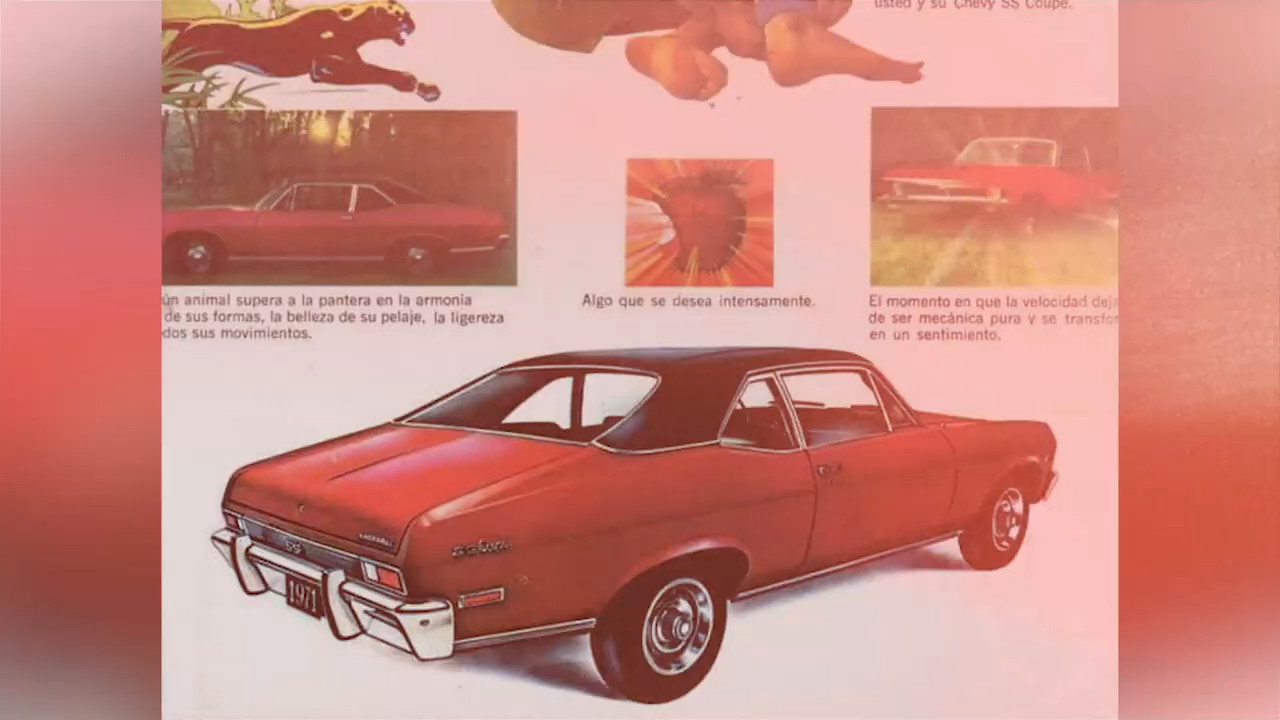 usted y su Chevy SS Coupé.
ún animal supera a la pantera en la armonía
de sus formas, la belleza de su pelaje, la ligereza
dos sus movimientos.
Algo que se desea intensamente.
El momento en que la velocidad deja
de ser mecánica pura y se transfor
en un sentimiento.
SS
1971